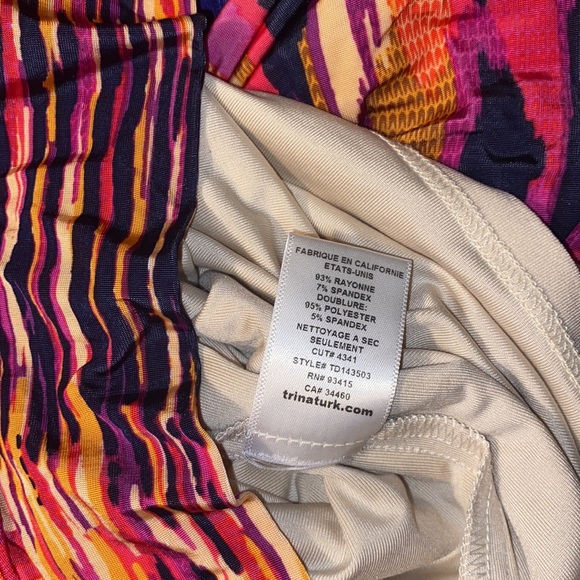 FABRIQUE EN CALIFORNIE
ETATS-UNIS
93% RAYONNE
7% SPANDEX
DOUBLURE:
95% POLYESTER
5% SPANDEX
NETTOYAGE A SEC
SEULEMENT
CUT# 4341
STYLE# TD143503
RN# 93415
CA# 34460
trinaturk.com